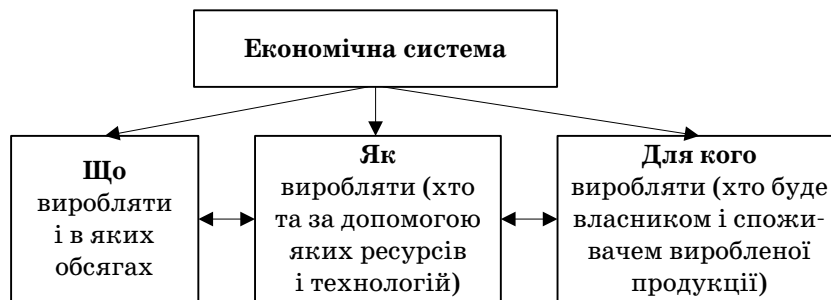 Економічна система
Що
виробляти
і в яких
обсягах
Як
виробляти (хто
та за допомогою
яких ресурсів
і технологій)
Для кого
виробляти (хто буде
власником і спожи-
вачем виробленої
продукції)